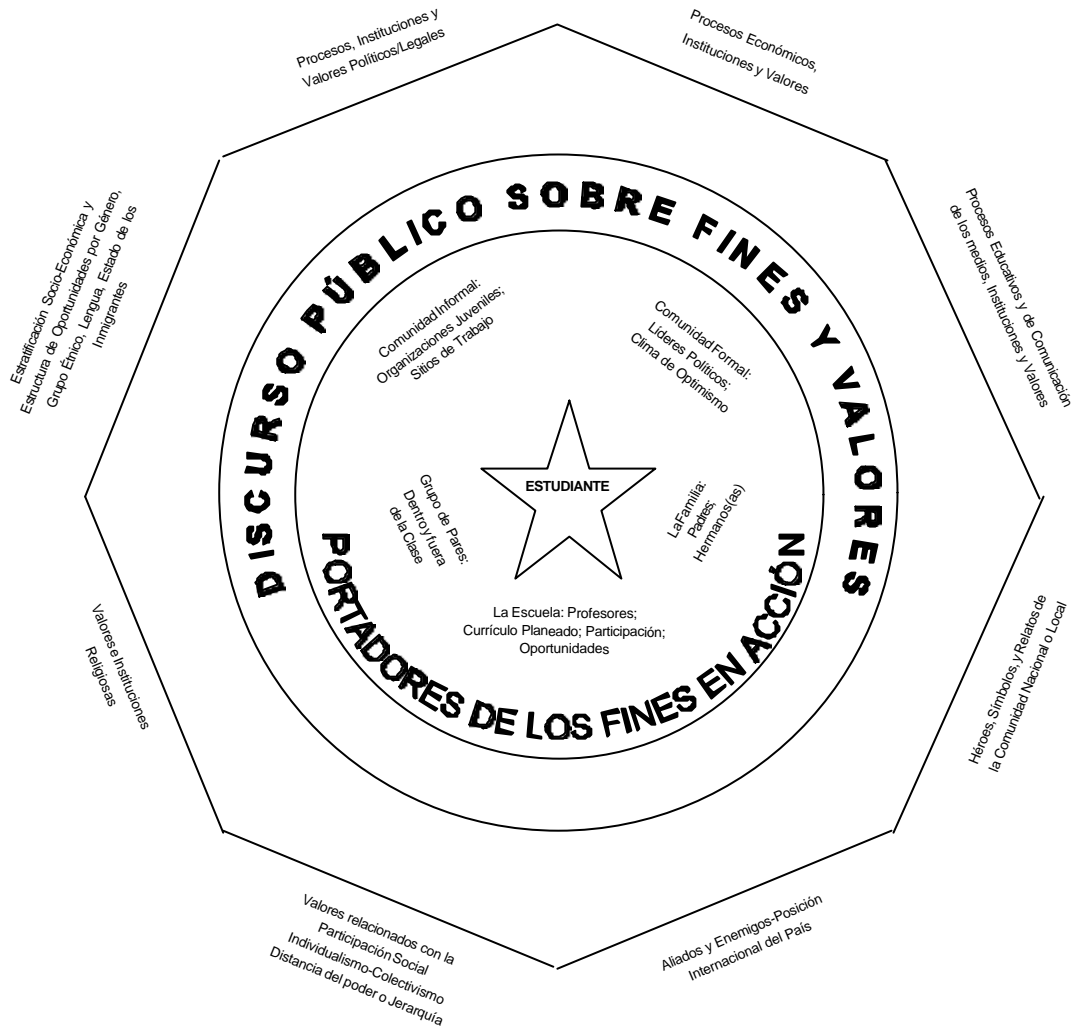 Procesos, Instituciones y
Valores Políticos/Legales
Procesos Económicos,
Instituciones y Valores
Estratificación Socio-Económica y
Estructura de Oportunidades por Género,
Grupo Étnico, Lengua, Estado de los
Inmigrantes
Procesos Educativos y de Comunicación
de los medios, Instituciones y Valores
DISCURSO PÚBLICO SOBRE FINES Y VALORES
Comunidad Informal:
Organizaciones Juveniles;
Sitios de Trabajo
Comunidad Formal:
Líderes Políticos;
Clima de Optimismo
ESTUDIANTE
Grupo de Pares:
Dentro y fuera
de la Clase
La Familia:
Padres;
Hermanos(as)
La Escuela: Profesores;
Currículo Planeado; Participación;
Oportunidades
PORTADORES DE LOS FINES EN ACCIÓN
Valores e Instituciones
Religiosas
Héroes, Símbolos, y Relatos de
la Comunidad Nacional o Local
Valores relacionados con la
Participación Social
Individualismo-Colectivismo
Distancia del poder o Jerarquía
Aliados y Enemigos-Posición
Internacional del País